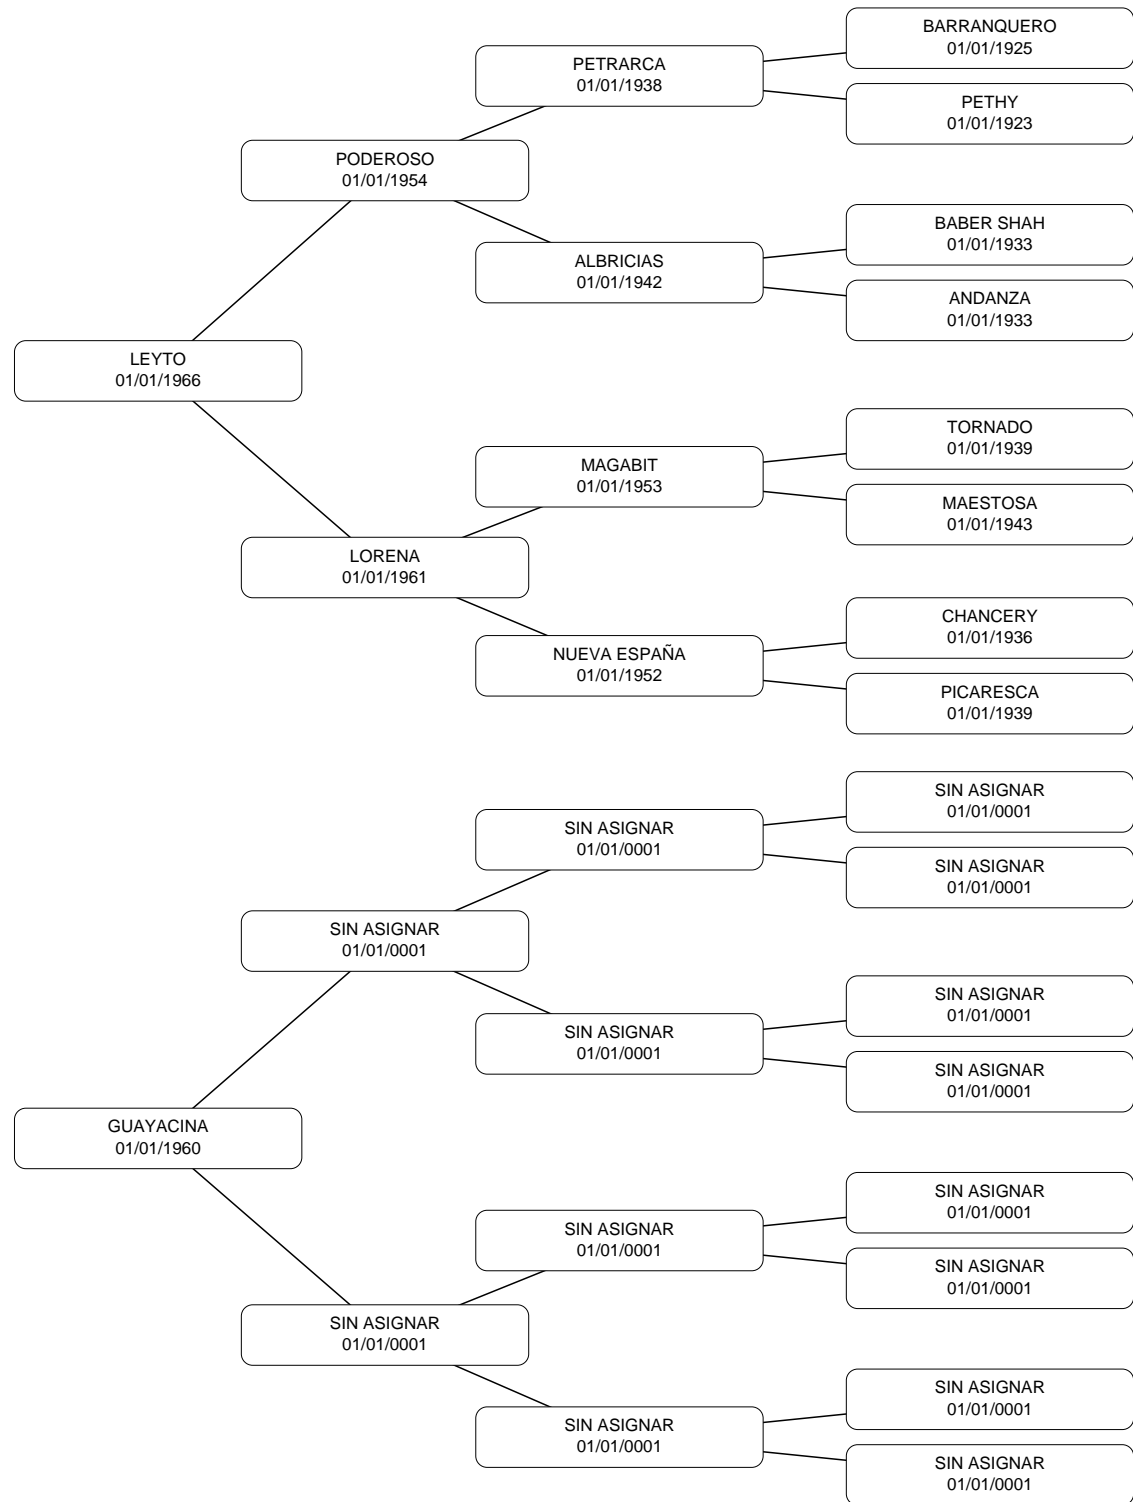 BARRANQUERO
01/01/1925
PETRARCA
01/01/1938
PETHY
01/01/1923
PODEROSO
01/01/1954
BABER SHAH
01/01/1933
ALBRICIAS
01/01/1942
ANDANZA
01/01/1933
LEYTO
01/01/1966
TORNADO
01/01/1939
MAGABIT
01/01/1953
MAESTOSA
01/01/1943
LORENA
01/01/1961
CHANCERY
01/01/1936
NUEVA ESPAÑA
01/01/1952
PICARESCA
01/01/1939
SIN ASIGNAR
01/01/0001
SIN ASIGNAR
01/01/0001
SIN ASIGNAR
01/01/0001
SIN ASIGNAR
01/01/0001
SIN ASIGNAR
01/01/0001
SIN ASIGNAR
01/01/0001
SIN ASIGNAR
01/01/0001
GUAYACINA
01/01/1960
SIN ASIGNAR
01/01/0001
SIN ASIGNAR
01/01/0001
SIN ASIGNAR
01/01/0001
SIN ASIGNAR
01/01/0001
SIN ASIGNAR
01/01/0001
SIN ASIGNAR
01/01/0001
SIN ASIGNAR
01/01/0001